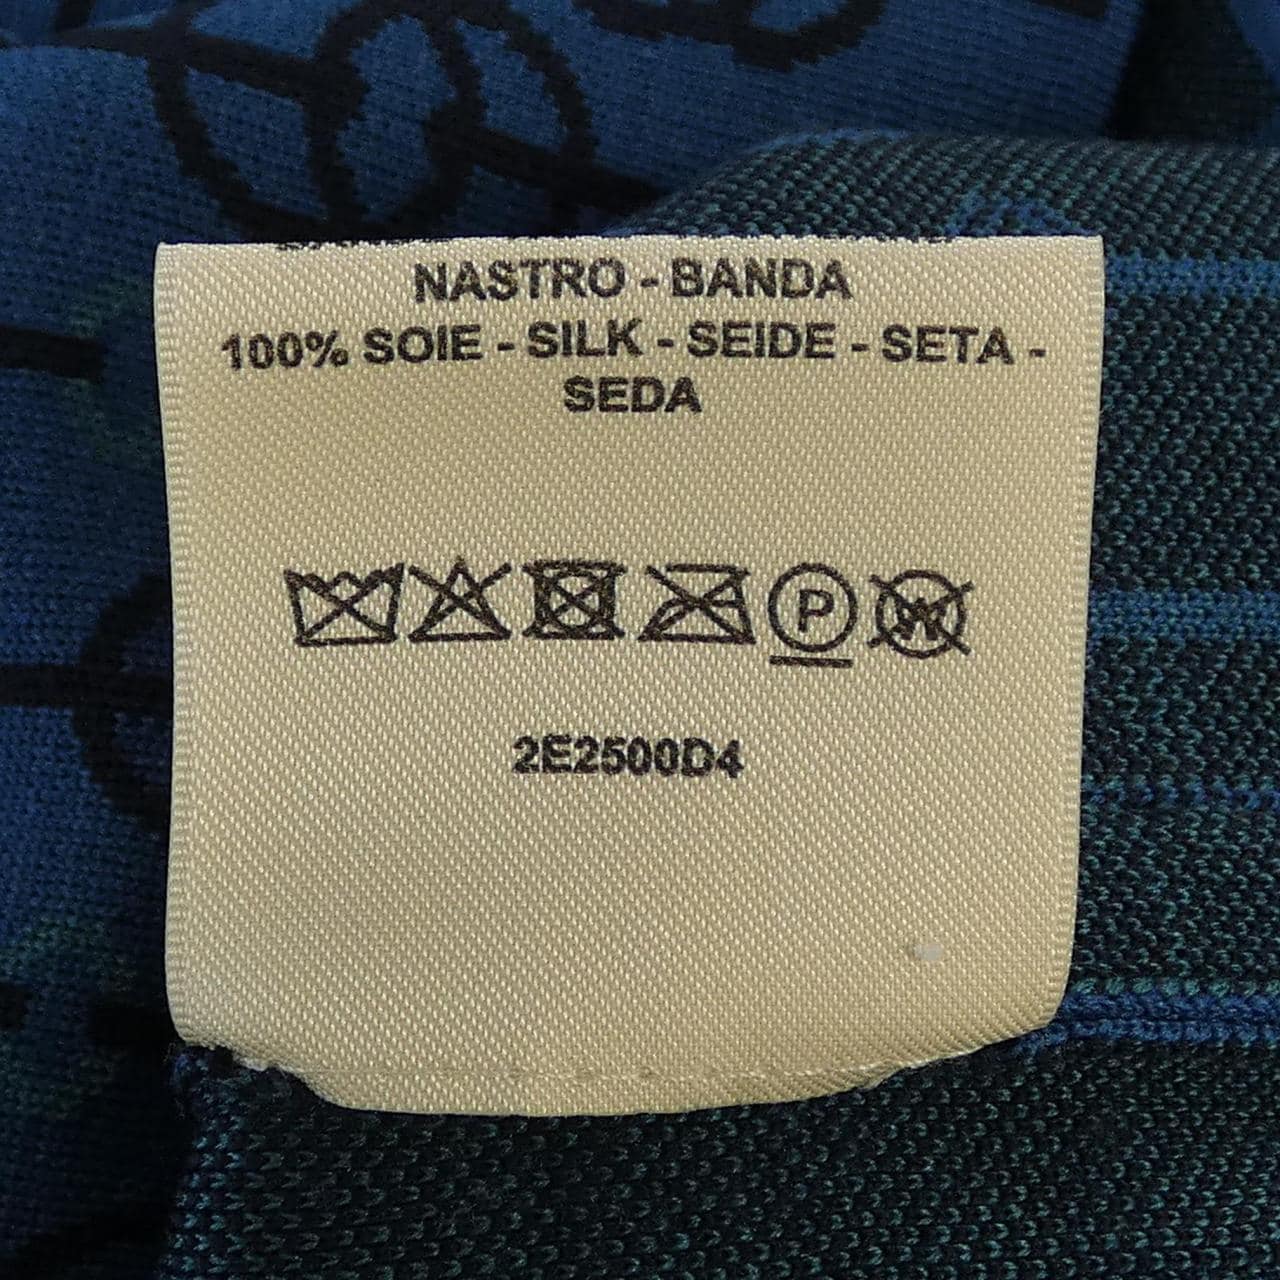 NASTRO - BANDA
100% SOIE - SILK - SEIDE - SETA -
SEDA
P W
2E2500D4